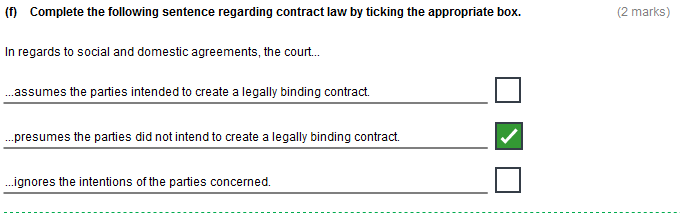 (f) Complete the following sentence regarding contract law by ticking the appropriate box. (2 marks)
In regards to social and domestic agreements, the court...
...assumes the parties intended to create a legally binding contract.
...presumes the parties did not intend to create a legally binding contract.
...ignores the intentions of the parties concerned.